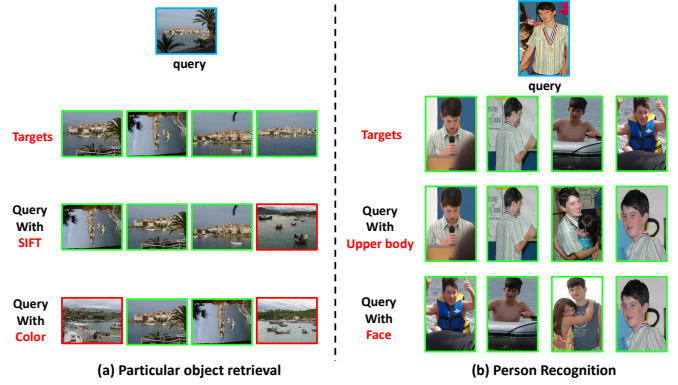 query
Targets
Query
With
SIFT
Query
With
Color
(a) Particular object retrieval
query
Targets
Query
With
Upper body
Query
With
Face
(b) Person Recognition